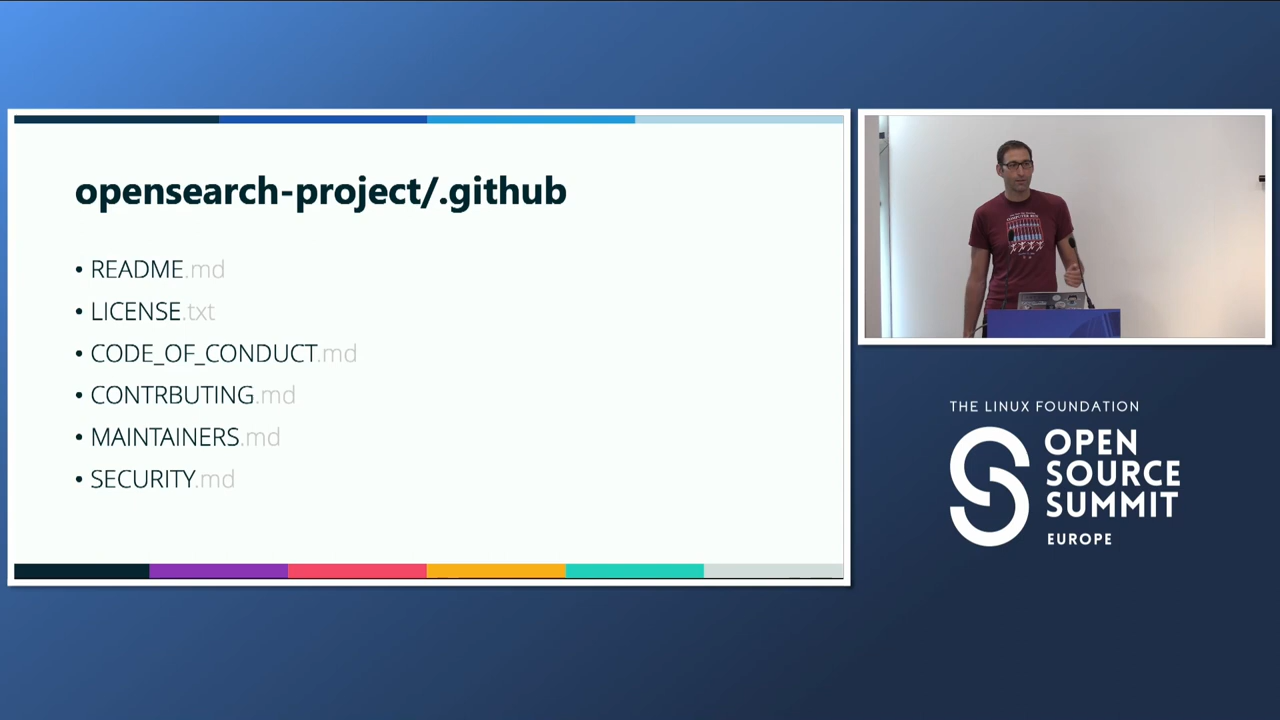 opensearch-project/.github
• README.md
• LICENSE.txt
• CODE_OF_CONDUCT.md
• CONTRBUTING.md
• MAINTAINERS.md
• SECURITY.md
THE LINUX FOUNDATION
OPEN
SOURCE
SUMMIT
EUROPE